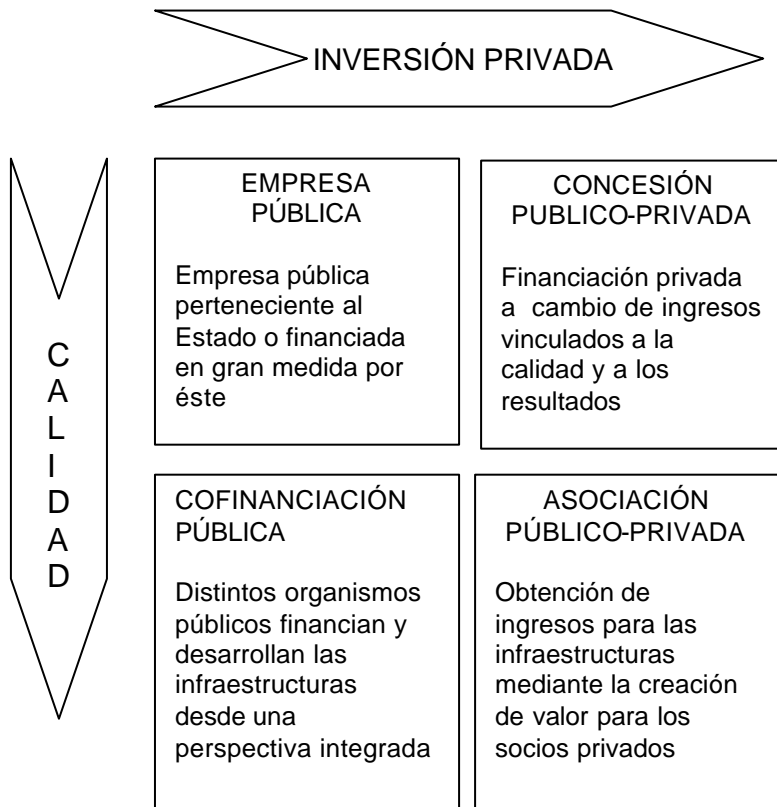 INVERSIÓN PRIVADA
C
A
L
I
D
A
D
EMPRESA
PÚBLICA
Empresa pública
perteneciente al
Estado o financiada
en gran medida por
éste
CONCESIÓN
PUBLICO-PRIVADA
Financiación privada
a cambio de ingresos
vinculados a la
calidad y a los
resultados
COFINANCIACIÓN
PÚBLICA
Distintos organismos
públicos financian y
desarrollan las
infraestructuras
desde una
perspectiva integrada
ASOCIACIÓN
PÚBLICO-PRIVADA
Obtención de
ingresos para las
infraestructuras
mediante la creación
de valor para los
socios privados